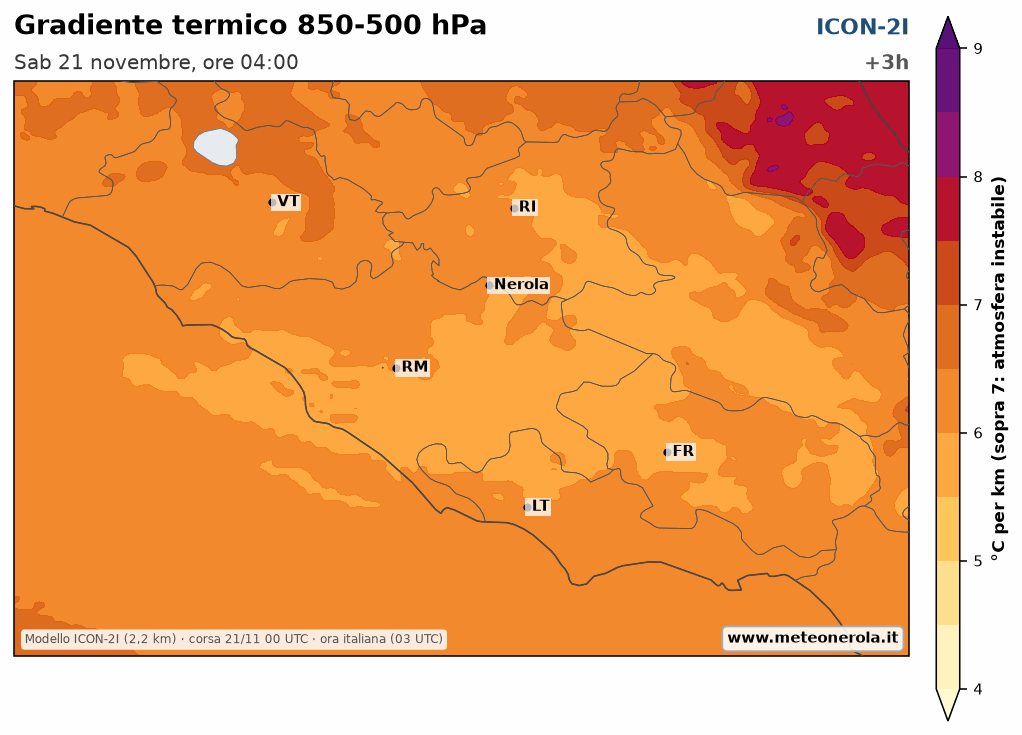 Gradiente termico 850-500 hPa
ICON-2I
Sab 21 novembre, ore 04:00
+3h
9
8
7
6
5
4
°C per km (sopra 7: atmosfera instabile)
VT
RI
Nerola
RM
FR
LT
Modello ICON-2I (2,2 km) · corsa 21/11 00 UTC · ora italiana (03 UTC)
www.meteonerola.it